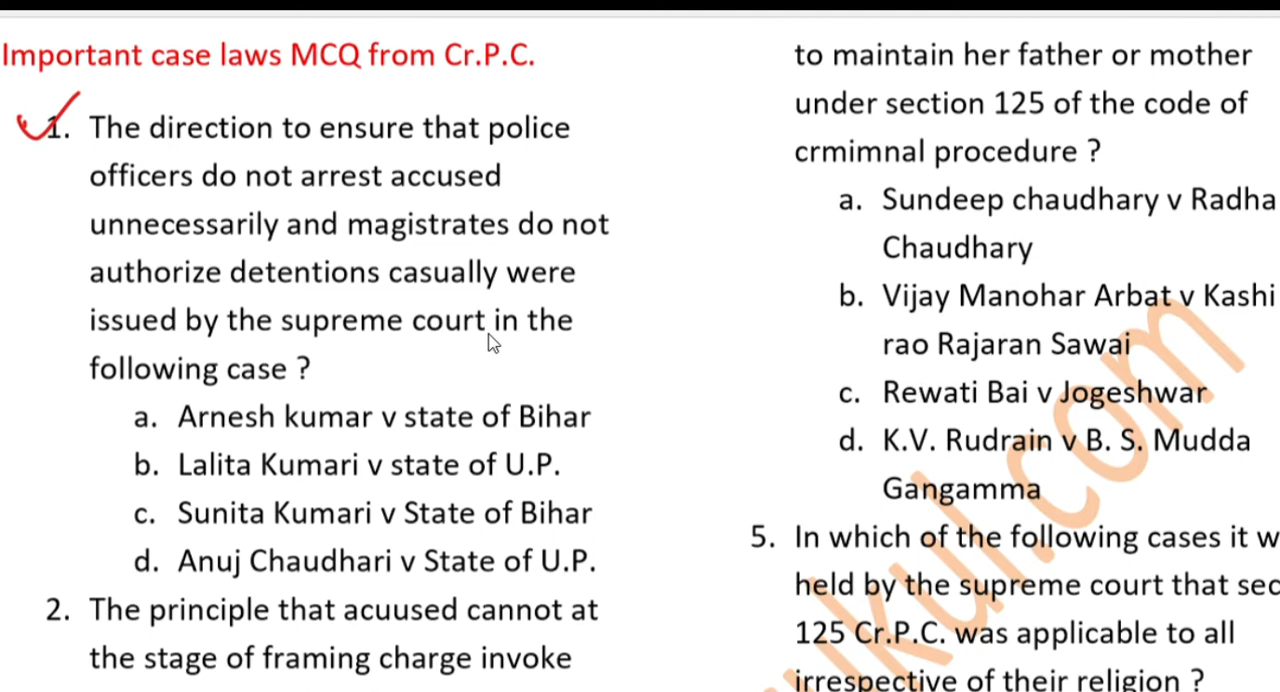 Important case laws MCQ from Cr.P.C.
1. The direction to ensure that police
officers do not arrest accused
unnecessarily and magistrates do not
authorize detentions casually were
issued by the supreme court in the
following case ?
a. Arnesh kumar v state of Bihar
b. Lalita Kumari v state of U.P.
c. Sunita Kumari v State of Bihar
d. Anuj Chaudhari v State of U.P.
2. The principle that acuused cannot at
the stage of framing charge invoke
to maintain her father or mother
under section 125 of the code of
crmimnal procedure ?
a. Sundeep chaudhary v Radha
Chaudhary
b. Vijay Manohar Arbat v Kashi
rao Rajaran Sawai
c. Rewati Bai v Jogeshwar
d. K.V. Rudrain v B. S. Mudda
Gangamma
5. In which of the following cases it
held by the supreme court that
125 Cr.P.C. was applicable to all
irrespective of their religion ?